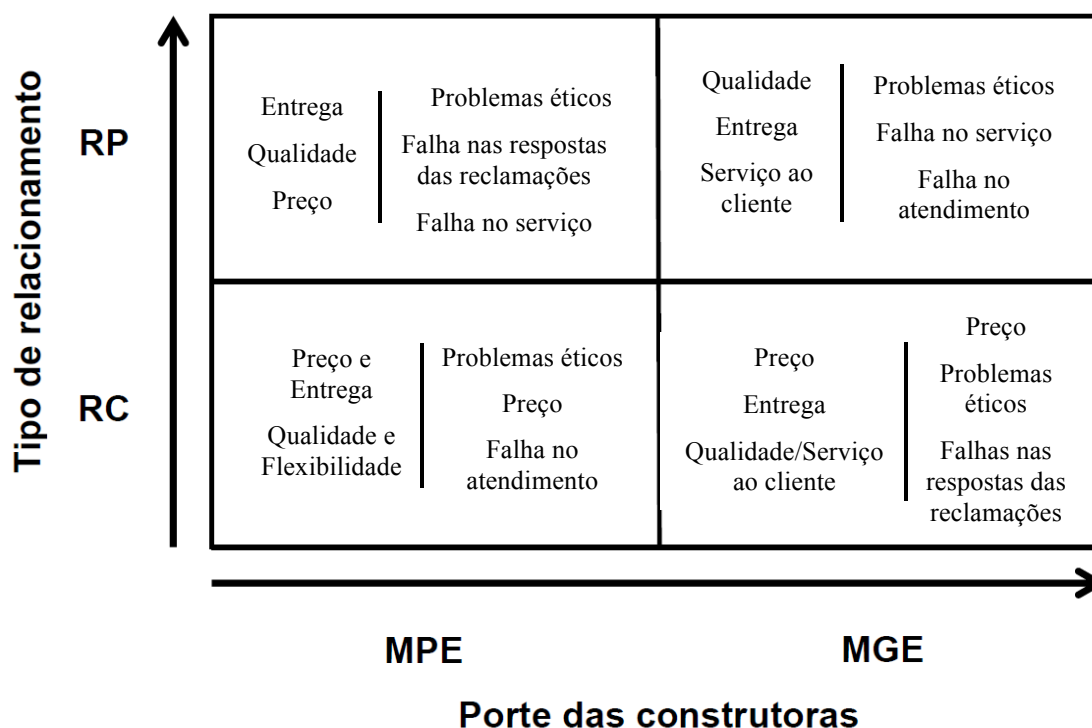 Tipo de relacionamento
RP
Entrega
Qualidade
Preço
Problemas éticos
Falha nas respostas
das reclamações
Falha no serviço
Qualidade
Entrega
Serviço ao
cliente
Problemas éticos
Falha no serviço
Falha no
atendimento
RC
Preço e
Entrega
Qualidade e
Flexibilidade
Problemas éticos
Preço
Falha no
atendimento
Preço
Entrega
Qualidade/Serviço
ao cliente
Preço
Problemas
éticos
Falhas nas
respostas das
reclamações
MPE
MGE
Porte das construtoras